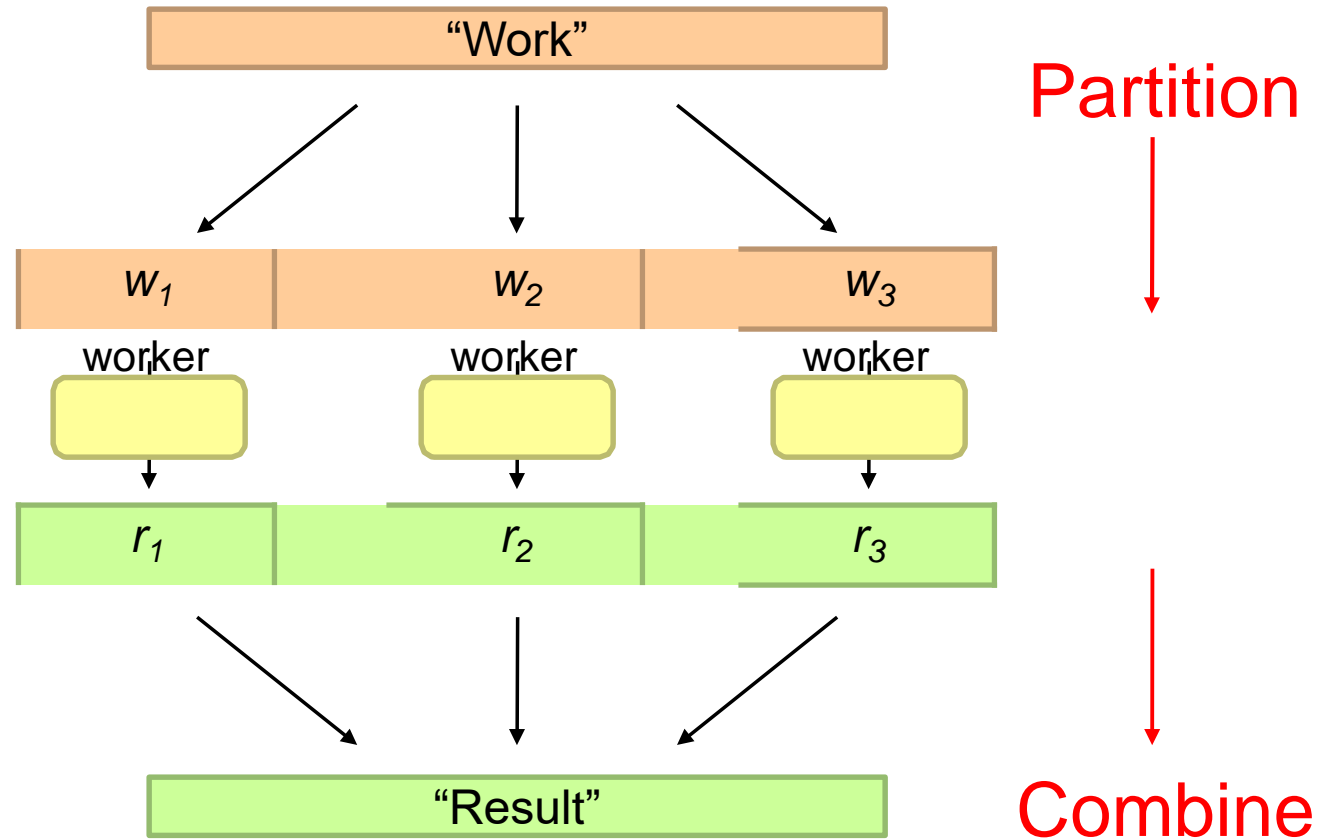 “Work”
Partition
w1 w2 w3
worker worker worker
r1 r2 r3
“Result”
Combine